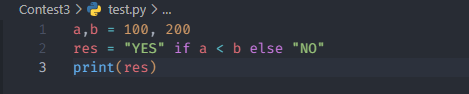 Contest3 > test.py > ...
1 a,b = 100, 200
2 res = "YES" if a < b else "NO"
3 print(res)